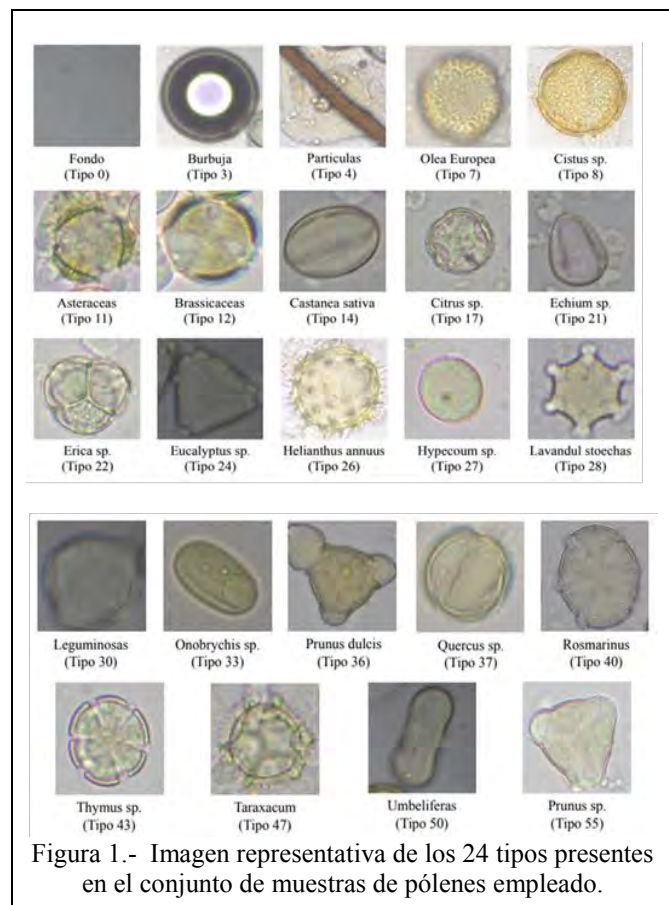 Fondo
(Tipo 0)
Burbuja
(Tipo 3)
Particulas
(Tipo 4)
Olea Europea
(Tipo 7)
Cistus sp.
(Tipo 8)
Asteraceas
(Tipo 11)
Brassicaceas
(Tipo 12)
Castanea sativa
(Tipo 14)
Citrus sp.
(Tipo 17)
Echium sp.
(Tipo 21)
Erica sp.
(Tipo 22)
Eucalyptus sp.
(Tipo 24)
Helianthus annuus
(Tipo 26)
Hypecoum sp.
(Tipo 27)
Lavandul stoechas
(Tipo 28)
Leguminosas
(Tipo 30)
Onobrychis sp.
(Tipo 33)
Prunus dulcis
(Tipo 36)
Quercus sp.
(Tipo 37)
Rosmarinus
(Tipo 40)
Thymus sp.
(Tipo 43)
Taraxacum
(Tipo 47)
Umbeliferas
(Tipo 50)
Prunus sp.
(Tipo 55)
Figura 1.- Imagen representativa de los 24 tipos presentes
en el conjunto de muestras de pólenes empleado.